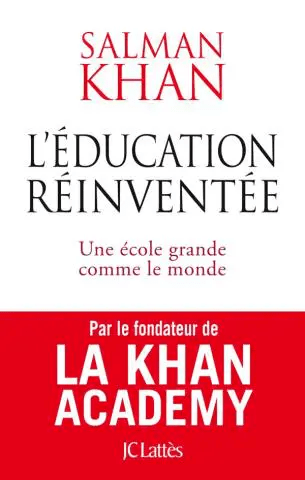 SALMAN
KHAN
L'ÉDUCATION
RÉINVENTÉE
Une école grande
comme le monde
Par le fondateur de
LA KHAN
ACADEMY
JC Lattès